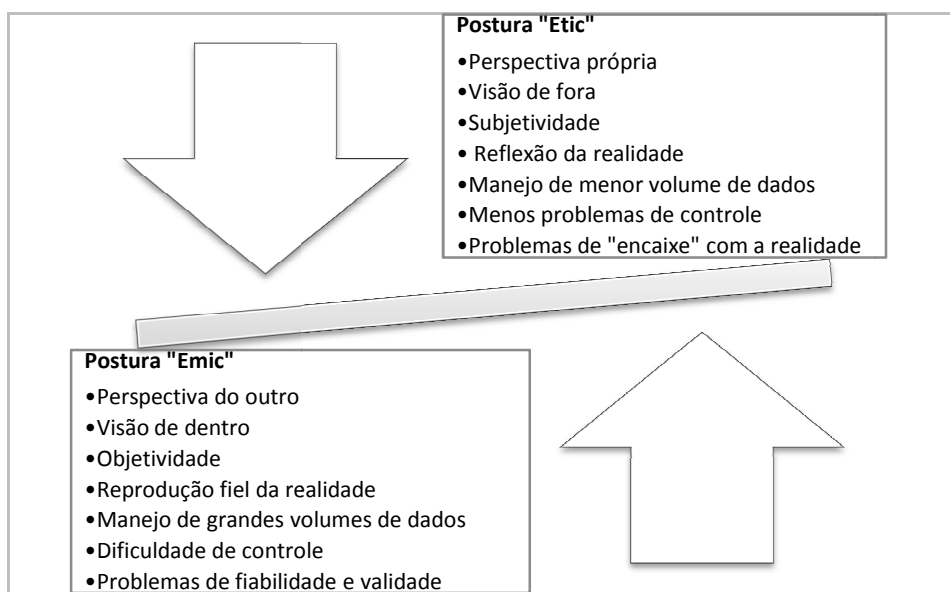 Postura "Etic"
•Perspectiva própria
•Visão de fora
•Subjetividade
• Reflexão da realidade
•Manejo de menor volume de dados
•Menos problemas de controle
•Problemas de "encaixe" com a realidade
Postura "Emic"
•Perspectiva do outro
•Visão de dentro
•Objetividade
•Reprodução fiel da realidade
•Manejo de grandes volumes de dados
•Dificuldade de controle
•Problemas de fiabilidade e validade